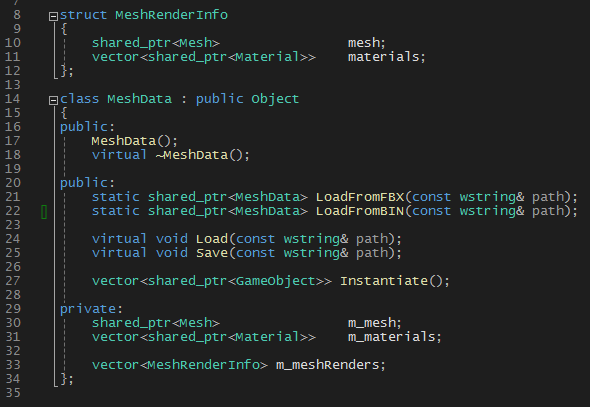 7
8 struct MeshRenderInfo
9 {
10 shared_ptr<Mesh> mesh;
11 vector<shared_ptr<Material>> materials;
12 };
13
14 class MeshData : public Object
15 {
16 public:
17 MeshData();
18 virtual ~MeshData();
19
20 public:
21 static shared_ptr<MeshData> LoadFromFBX(const wstring& path);
22 static shared_ptr<MeshData> LoadFromBIN(const wstring& path);
23
24 virtual void Load(const wstring& path);
25 virtual void Save(const wstring& path);
26
27 vector<shared_ptr<GameObject>> Instantiate();
28
29 private:
30 shared_ptr<Mesh> m_mesh;
31 vector<shared_ptr<Material>> m_materials;
32
33 vector<MeshRenderInfo> m_meshRenders;
34 };
35